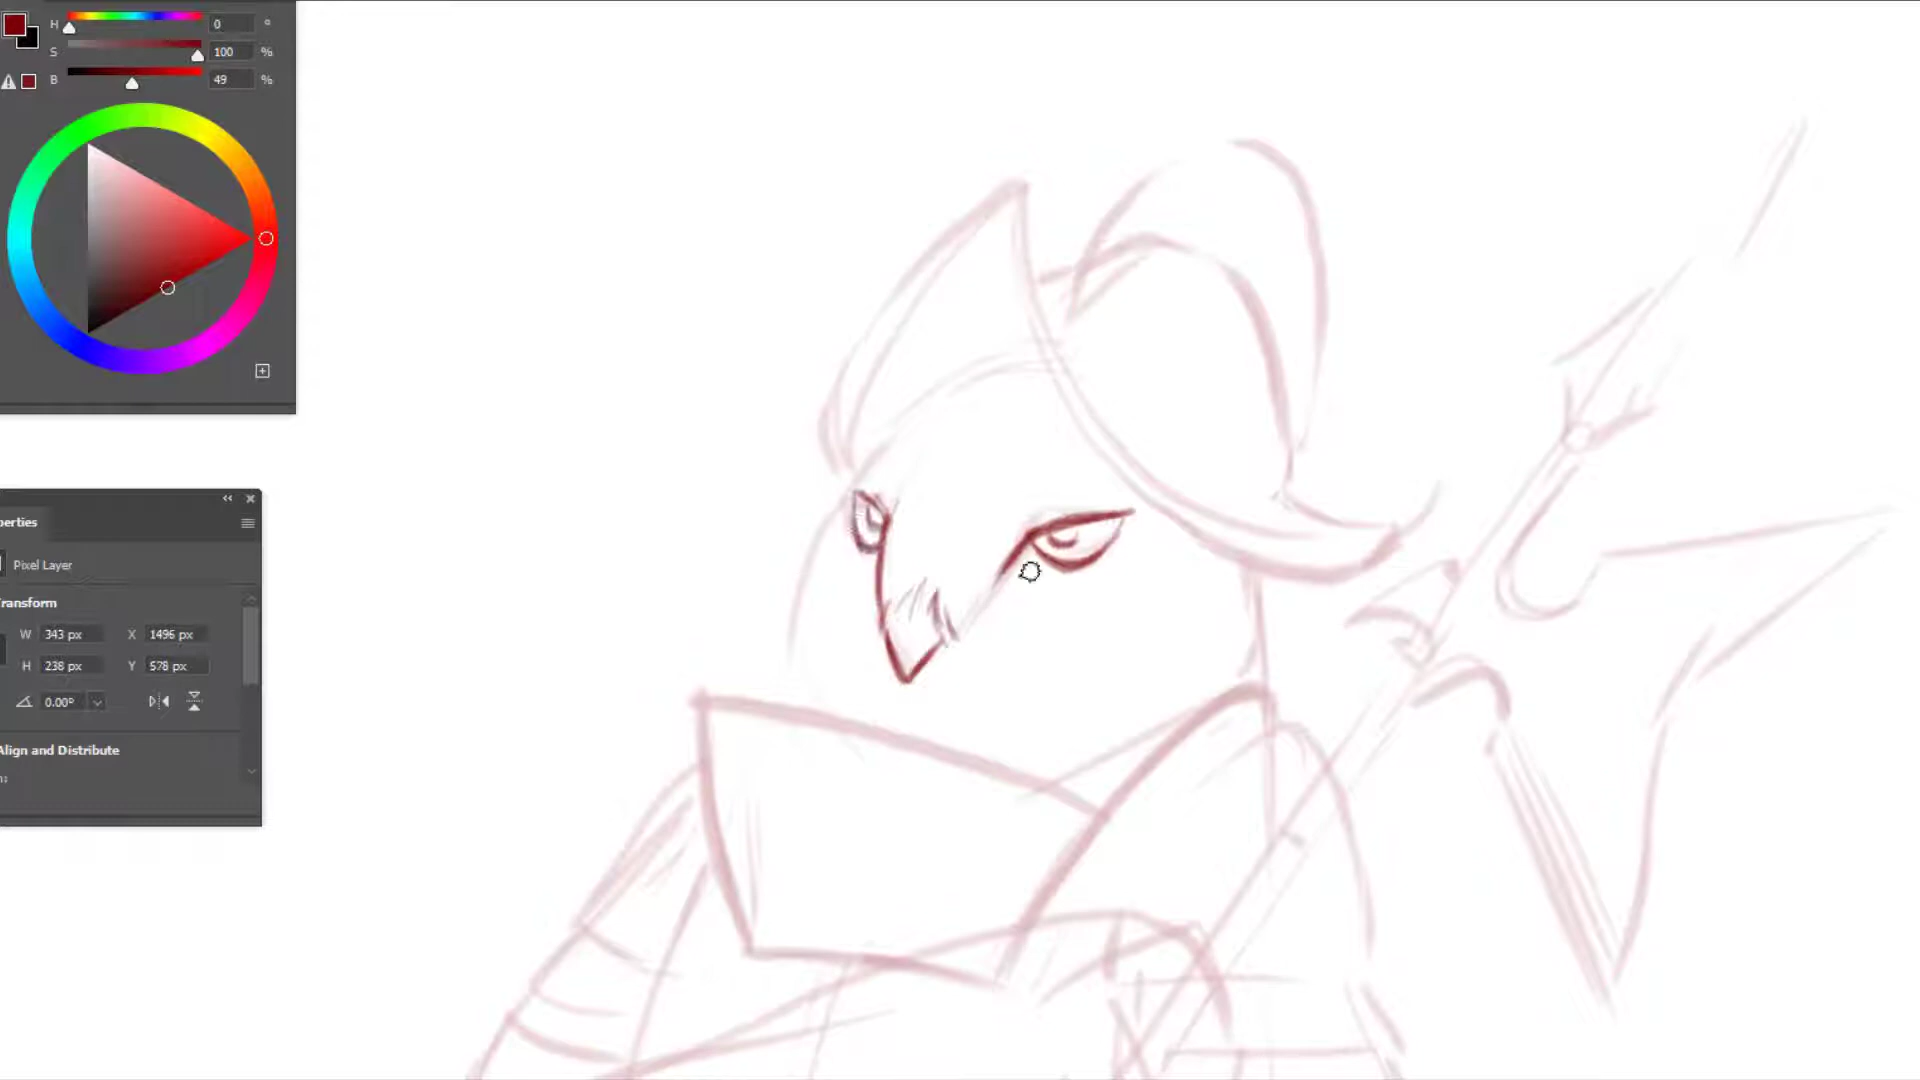 H 0 °
S 100 %
B 49 %
perties
Pixel Layer
Transform
W 343 px X 1496 px
H 238 px Y 578 px
0.00°
Align and Distribute